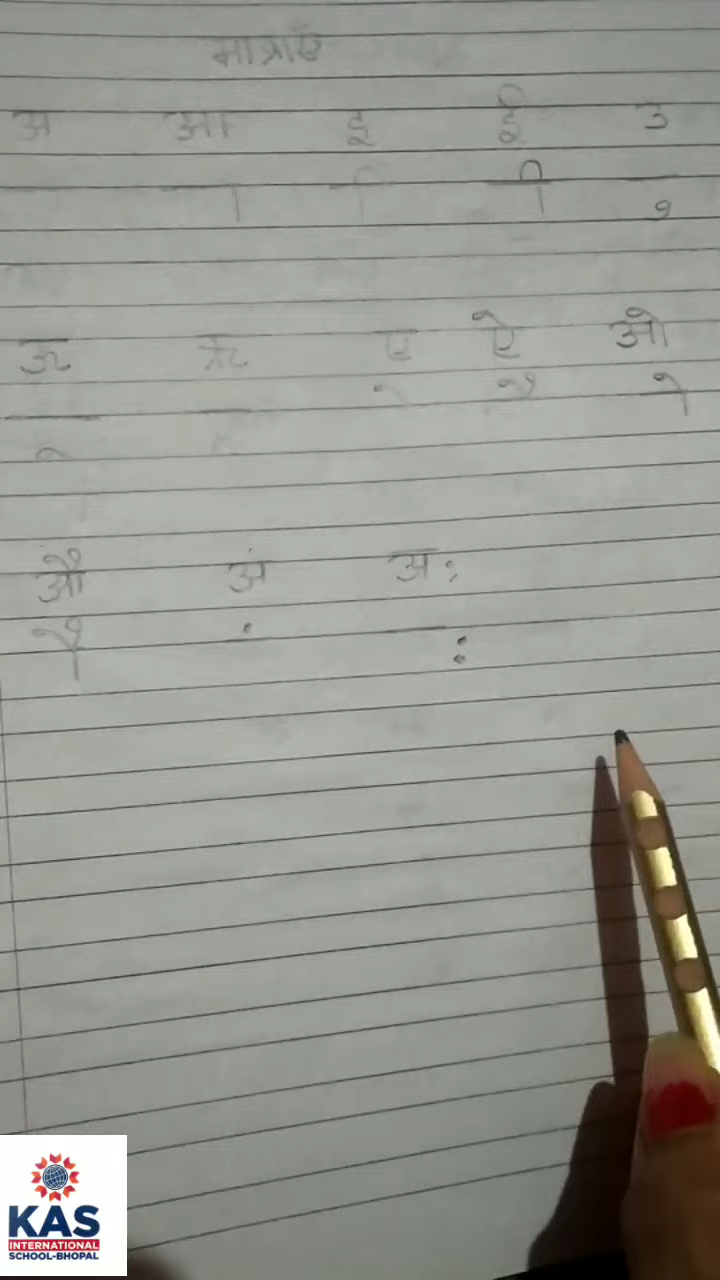 मात्राएँ
अ आ इ ई उ
ा ि ी ु
ऊ ऋ ए ऐ ओ
ू ृ े ै ो
औ अं अः
ौ ं ः
KAS
INTERNATIONAL
SCHOOL-BHOPAL